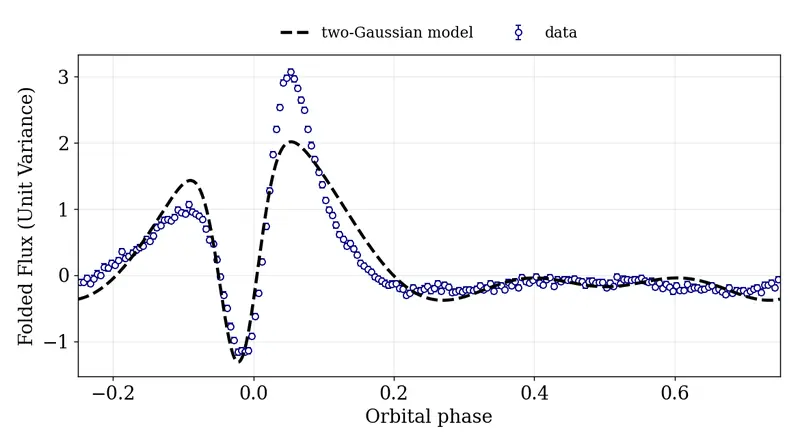 two-Gaussian model
data
Folded Flux (Unit Variance)
3
2
1
0
−1
−0.2
0.0
0.2
0.4
0.6
Orbital phase